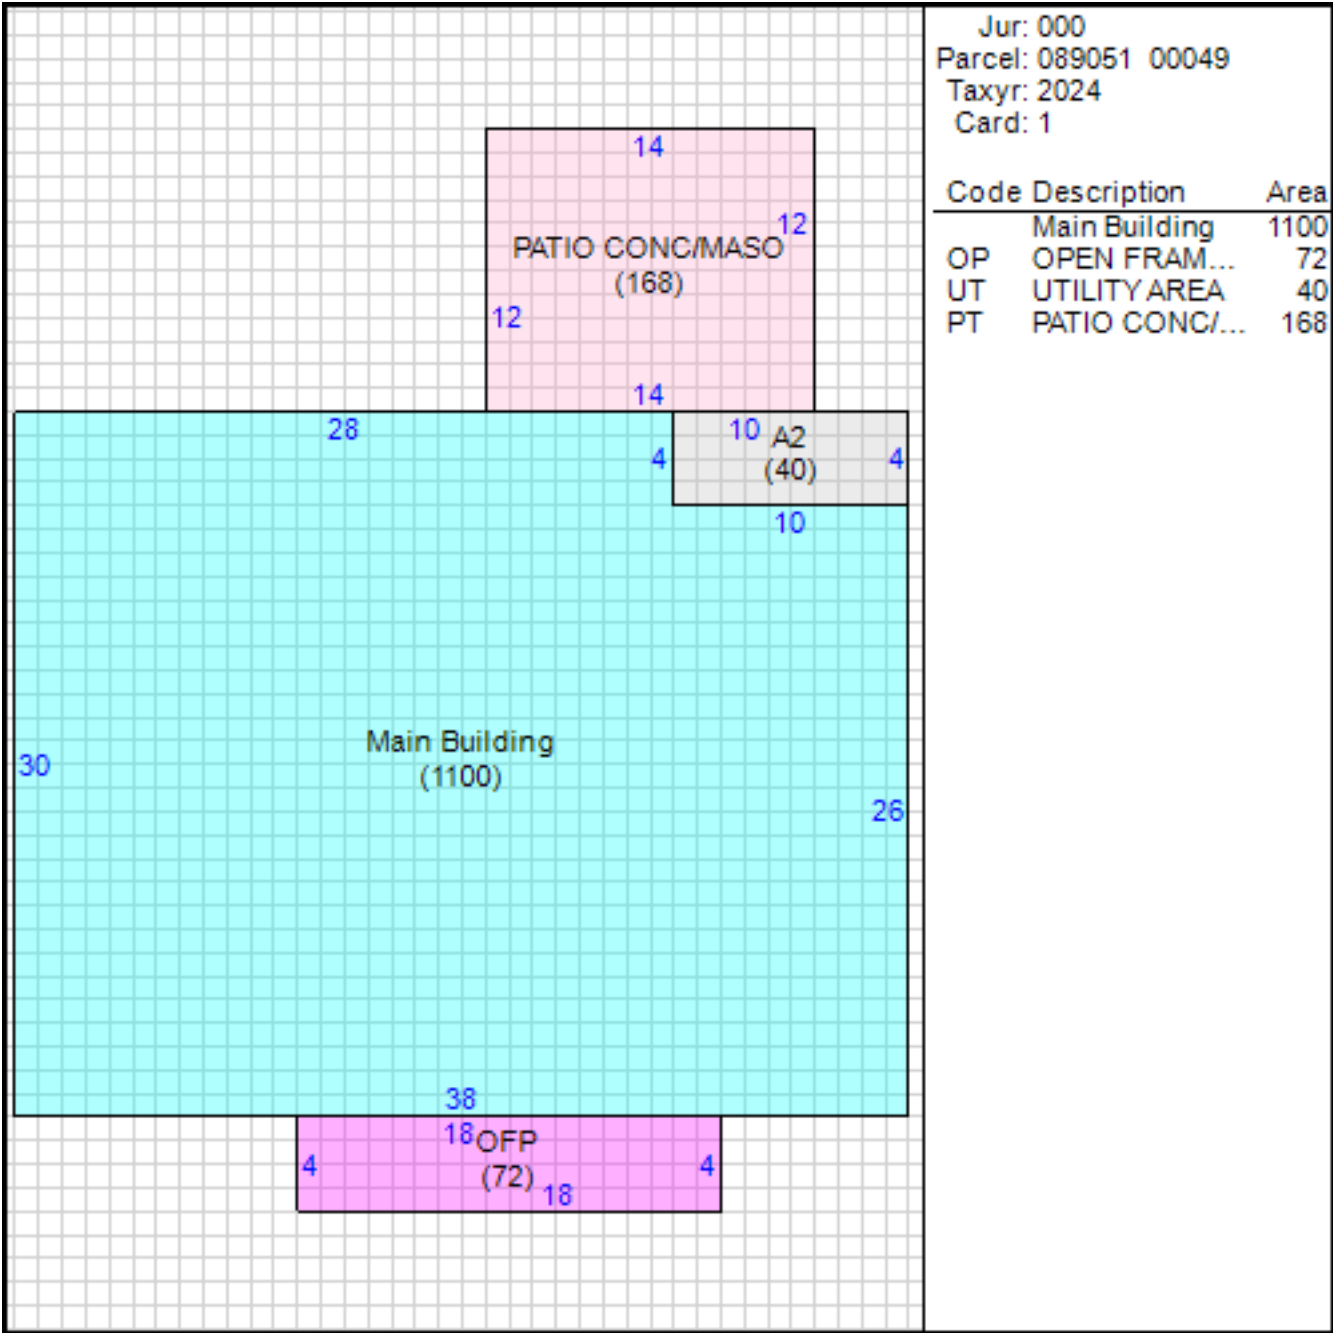 Jur: 000
Parcel: 089051 00049
Taxyr: 2024
Card: 1
Code Description Area
Main Building 1100
OP OPEN FRAM... 72
UT UTILITY AREA 40
PT PATIO CONC/... 168
14
12
PATIO CONC/MASO
(168)
12
14
28
10 A2
4 (40) 4
10
Main Building
30 (1100)
26
38
18 OFP
4 (72) 4
18